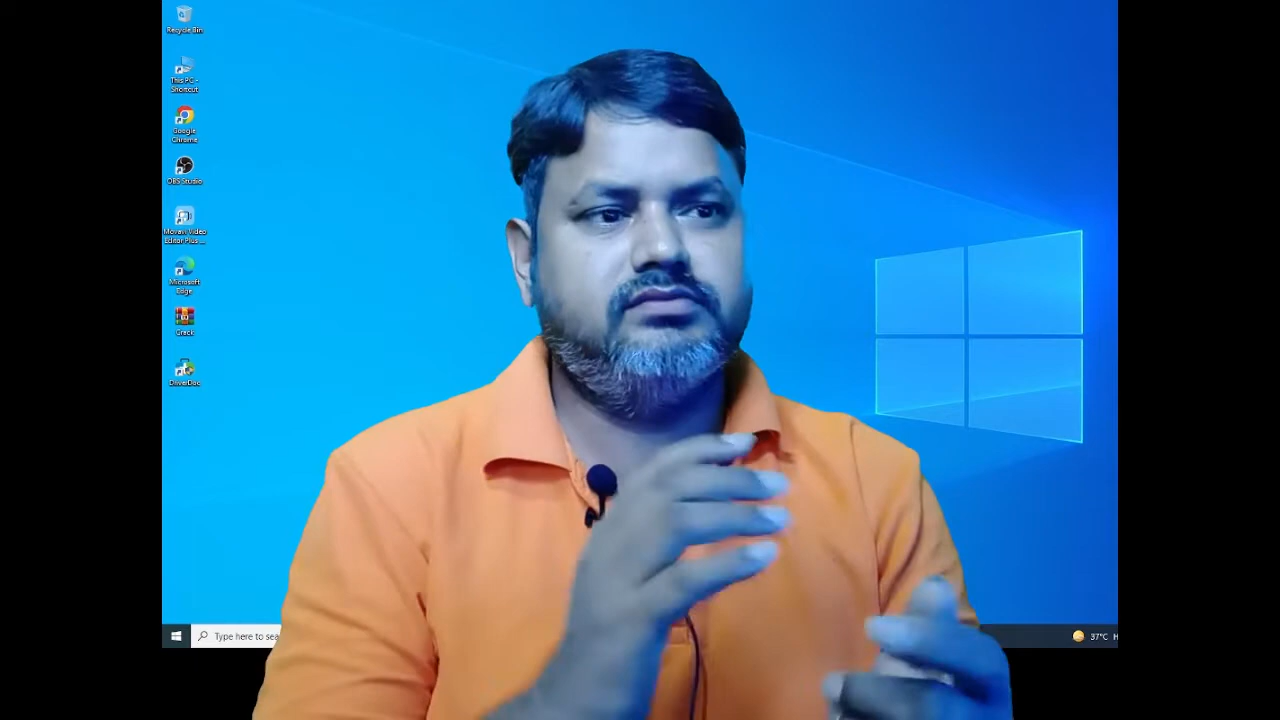 Recycle Bin
This PC -
Shortcut
Google
Chrome
OBS Studio
Movavi Video
Editor Plus ...
Microsoft
Edge
Crack
DriverDoc
Type here to sea
37°C H